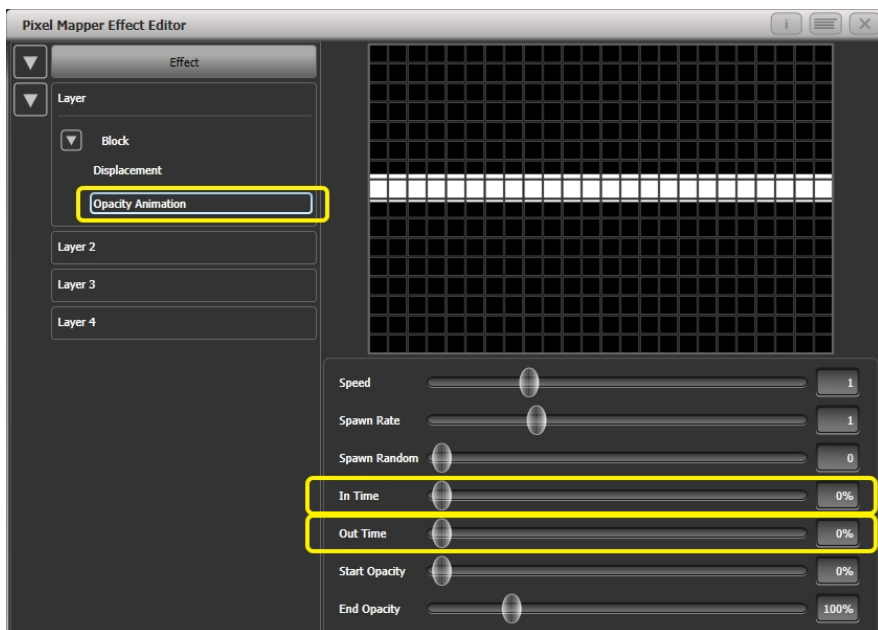 Pixel Mapper Effect Editor
i
Effect
Layer
Block
Displacement
Opacity Animation
Layer 2
Layer 3
Layer 4
Speed 1
Spawn Rate 1
Spawn Random 0
In Time 0%
Out Time 0%
Start Opacity 0%
End Opacity 100%